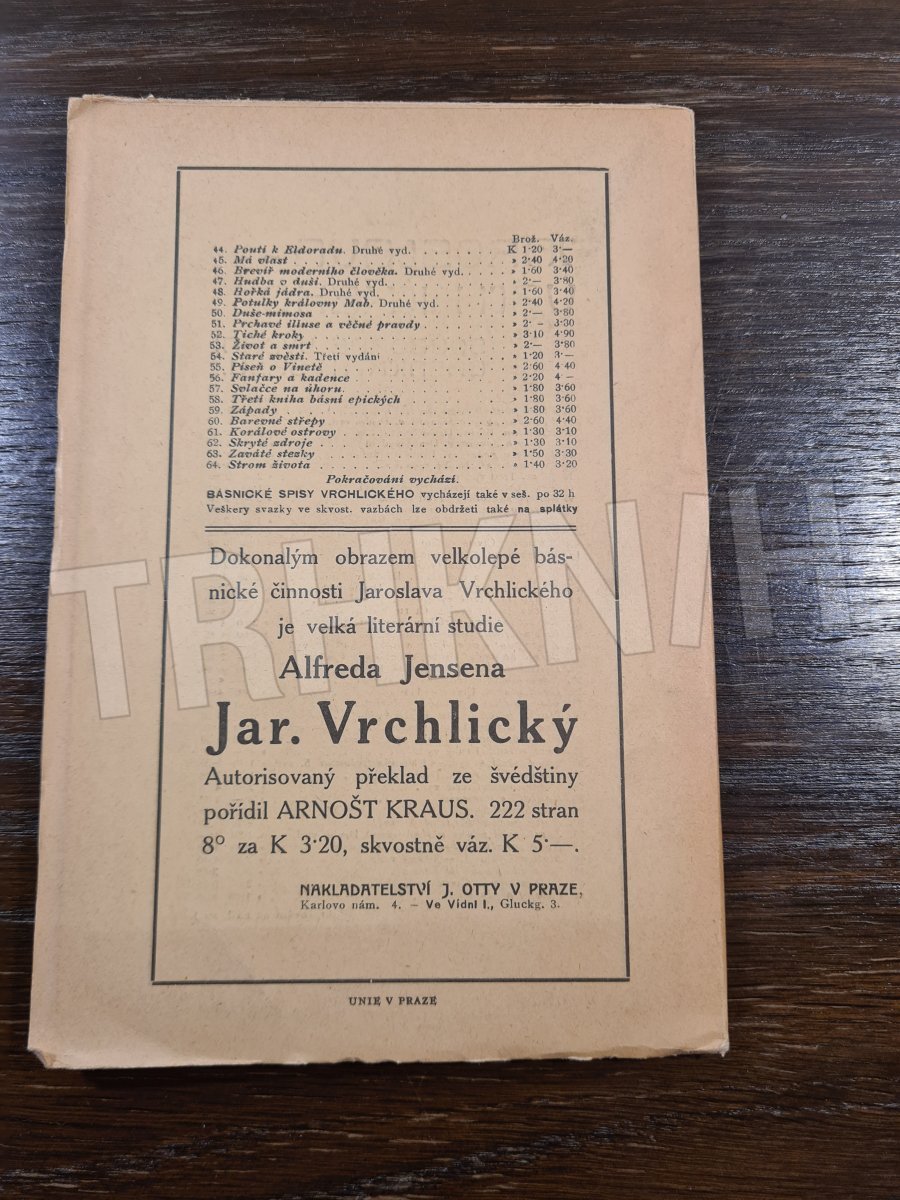 Brož. Váz.
44. Pouti k Eldoradu. Druhé vyd. . . . . . . . . K 1·20 3·—
45. Má vlast . . . . . . . . . . . . . . . . » 2·40 4·20
46. Brevíř moderního člověka. Druhé vyd. . . . . . » 1·60 3·40
47. Hudba v duši. Druhé vyd. . . . . . . . . . . » 2·— 3·80
48. Hořká jádra. Druhé vyd. . . . . . . . . . . » 1·60 3·40
49. Potulky královny Mab. Druhé vyd. . . . . . . . » 2·40 4·20
50. Duše-mimosa . . . . . . . . . . . . . . . » 2·— 3·80
51. Prchavé illuse a věčné pravdy . . . . . . . . . » 2·– 3·30
52. Tiché kroky . . . . . . . . . . . . . . . » 3·10 4·90
53. Život a smrt . . . . . . . . . . . . . . . » 2·— 3·80
54. Staré zvěsti. Třetí vydání . . . . . . . . . . » 1·20 3·—
55. Píseň o Vinetě . . . . . . . . . . . . . . » 2·60 4·40
56. Fanfary a kadence . . . . . . . . . . . . . » 2·20 4·–
57. Svlačce na úhoru. . . . . . . . . . . . . . » 1·80 3·60
58. Třetí kniha básní epických . . . . . . . . . . » 1·80 3·60
59. Západy . . . . . . . . . . . . . . . . . » 1·80 3·60
60. Barevné střepy . . . . . . . . . . . . . . » 2·60 4·40
61. Korálové ostrovy . . . . . . . . . . . . . » 1·30 3·10
62. Skryté zdroje . . . . . . . . . . . . . . . » 1·30 3·10
63. Zaváté stezky . . . . . . . . . . . . . . . » 1·50 3·30
64. Strom života . . . . . . . . . . . . . . . » 1·40 3·20
Pokračování vychází.
BÁSNICKÉ SPISY VRCHLICKÉHO vycházejí také v seš. po 32 h
Veškery svazky ve skvost. vazbách lze obdržeti také na splátky
Dokonalým obrazem velkolepé bás-
nické činnosti Jaroslava Vrchlického
je velká literární studie
Alfreda Jensena
Jar. Vrchlický
Autorisovaný překlad ze švédštiny
pořídil ARNOŠT KRAUS. 222 stran
8° za K 3·20, skvostně váz. K 5·—.
NAKLADATELSTVÍ J. OTTY V PRAZE,
Karlovo nám. 4. – Ve Vídni I., Gluckg. 3.
UNIE V PRAZE
TRHKNIH